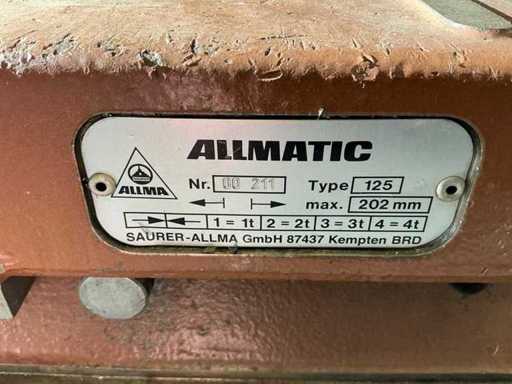 ALLMATIC
ALLMA
Nr. 00 211 Type 125
max. 202 mm
1 = 1t 2 = 2t 3 = 3t 4 = 4t
SAURER-ALLMA GmbH 87437 Kempten BRD